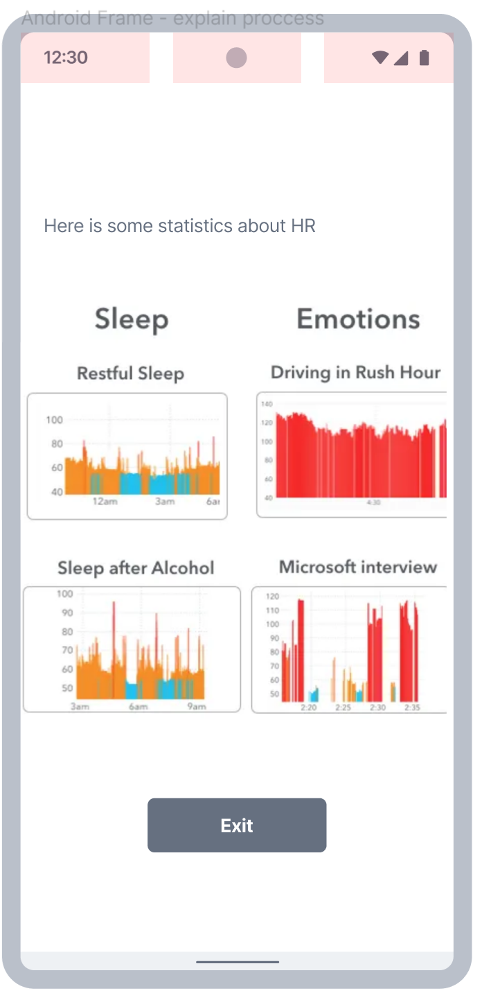 Android Frame - explain proccess
12:30
Here is some statistics about HR
Sleep
Emotions
Restful Sleep
Driving in Rush Hour
100
80
60
40
12am 3am 6am
140
120
100
80
60
40
4:30
Sleep after Alcohol
Microsoft interview
100
90
80
70
60
50
3am 6am 9am
120
110
100
90
80
70
60
50
2:20 2:25 2:30 2:35
Exit